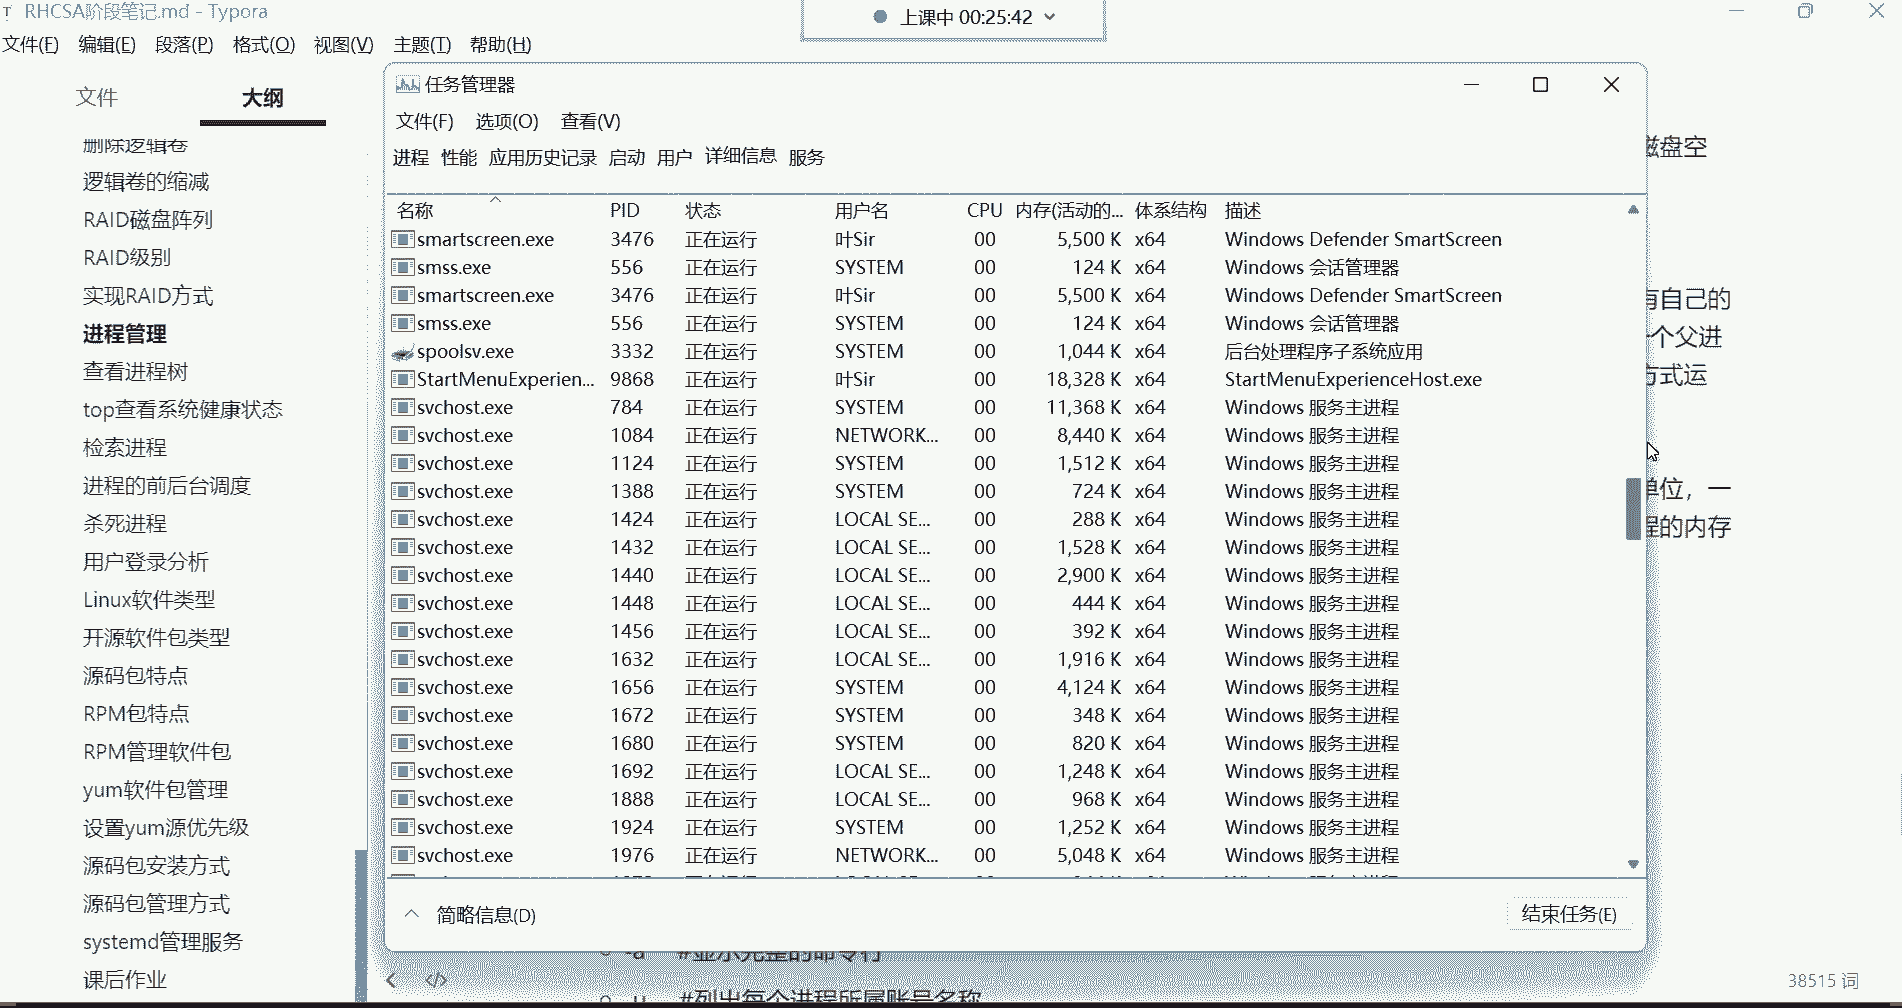 RHCSA阶段笔记.md - Typora
上课中 00:25:42
文件(F) 编辑(E) 段落(P) 格式(O) 视图(V) 主题(T) 帮助(H)
文件 大纲
删除逻辑卷
逻辑卷的缩减
RAID磁盘阵列
RAID级别
实现RAID方式
进程管理
查看进程树
top查看系统健康状态
检索进程
进程的前后台调度
杀死进程
用户登录分析
Linux软件类型
开源软件包类型
源码包特点
RPM包特点
RPM管理软件包
yum软件包管理
设置yum源优先级
源码包安装方式
源码包管理方式
systemd管理服务
课后作业
任务管理器
文件(F) 选项(O) 查看(V)
进程 性能 应用历史记录 启动 用户 详细信息 服务
名称 PID 状态 用户名 CPU 内存(活动的... 体系结构 描述
smartscreen.exe 3476 正在运行 叶Sir 00 5,500 K x64 Windows Defender SmartScreen
smss.exe 556 正在运行 SYSTEM 00 124 K x64 Windows 会话管理器
smartscreen.exe 3476 正在运行 叶Sir 00 5,500 K x64 Windows Defender SmartScreen
smss.exe 556 正在运行 SYSTEM 00 124 K x64 Windows 会话管理器
spoolsv.exe 3332 正在运行 SYSTEM 00 1,044 K x64 后台处理程序子系统应用
StartMenuExperien... 9868 正在运行 叶Sir 00 18,328 K x64 StartMenuExperienceHost.exe
svchost.exe 784 正在运行 SYSTEM 00 11,368 K x64 Windows 服务主进程
svchost.exe 1084 正在运行 NETWORK... 00 8,440 K x64 Windows 服务主进程
svchost.exe 1124 正在运行 SYSTEM 00 1,512 K x64 Windows 服务主进程
svchost.exe 1388 正在运行 SYSTEM 00 724 K x64 Windows 服务主进程
svchost.exe 1424 正在运行 LOCAL SE... 00 288 K x64 Windows 服务主进程
svchost.exe 1432 正在运行 LOCAL SE... 00 1,528 K x64 Windows 服务主进程
svchost.exe 1440 正在运行 LOCAL SE... 00 2,900 K x64 Windows 服务主进程
svchost.exe 1448 正在运行 LOCAL SE... 00 444 K x64 Windows 服务主进程
svchost.exe 1456 正在运行 LOCAL SE... 00 392 K x64 Windows 服务主进程
svchost.exe 1632 正在运行 LOCAL SE... 00 1,916 K x64 Windows 服务主进程
svchost.exe 1656 正在运行 SYSTEM 00 4,124 K x64 Windows 服务主进程
svchost.exe 1672 正在运行 SYSTEM 00 348 K x64 Windows 服务主进程
svchost.exe 1680 正在运行 SYSTEM 00 820 K x64 Windows 服务主进程
svchost.exe 1692 正在运行 LOCAL SE... 00 1,248 K x64 Windows 服务主进程
svchost.exe 1888 正在运行 LOCAL SE... 00 968 K x64 Windows 服务主进程
svchost.exe 1924 正在运行 SYSTEM 00 1,252 K x64 Windows 服务主进程
svchost.exe 1976 正在运行 NETWORK... 00 5,048 K x64 Windows 服务主进程
简略信息(D) 结束任务(E)
磁盘空
有自己的
个父进
方式运
单位，一
程的内存
-a #显示完整的命令行
-u #列出每个进程所属账号名称
38515 词